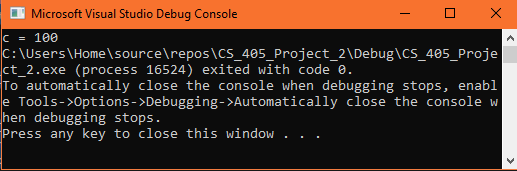 Microsoft Visual Studio Debug Console
c = 100
C:\Users\Home\source\repos\CS_405_Project_2\Debug\CS_405_Proje
ct_2.exe (process 16524) exited with code 0.
To automatically close the console when debugging stops, enabl
e Tools->Options->Debugging->Automatically close the console w
hen debugging stops.
Press any key to close this window . . .